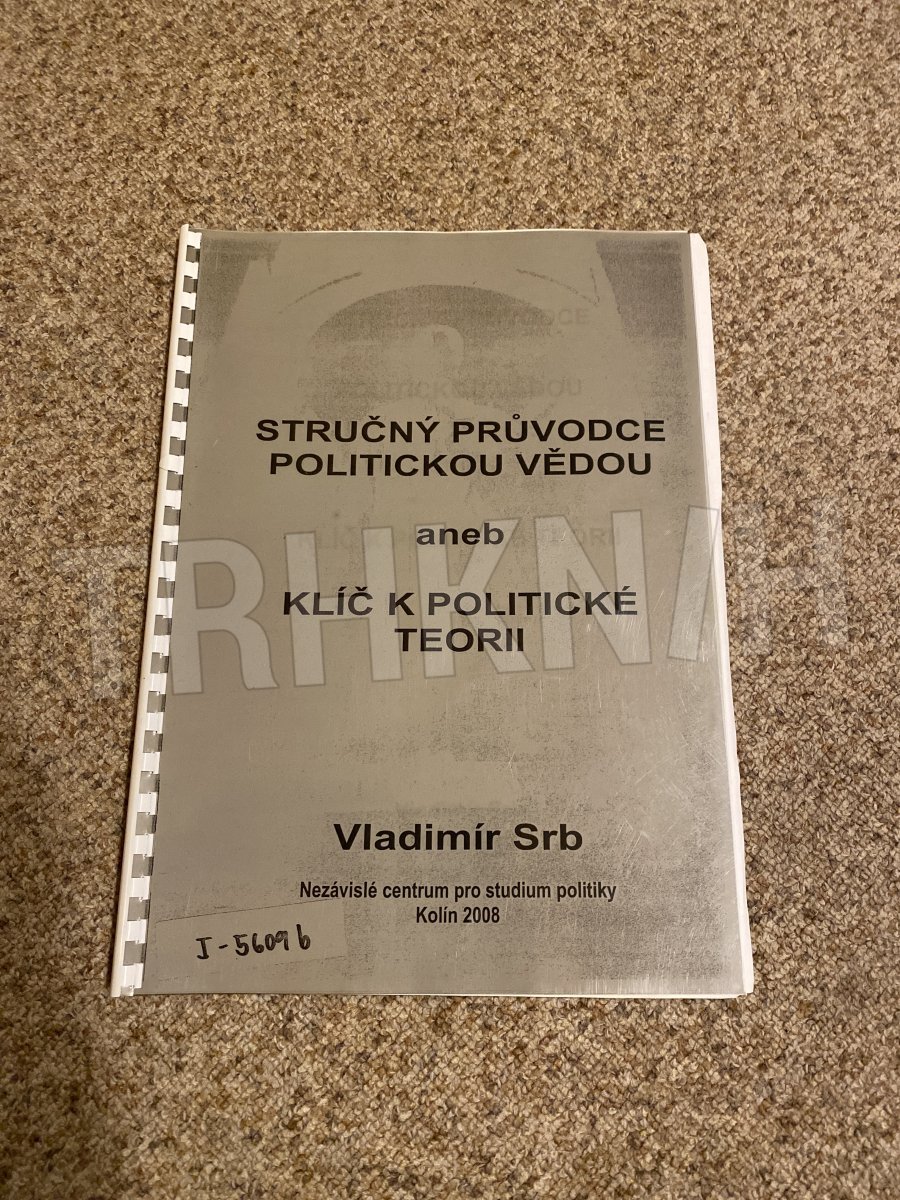 STRUČNÝ PRŮVODCE
POLITICKOU VĚDOU
aneb
KLÍČ K POLITICKÉ
TEORII
TRHKNIH
Vladimír Srb
Nezávislé centrum pro studium politiky
Kolín 2008
I-56096